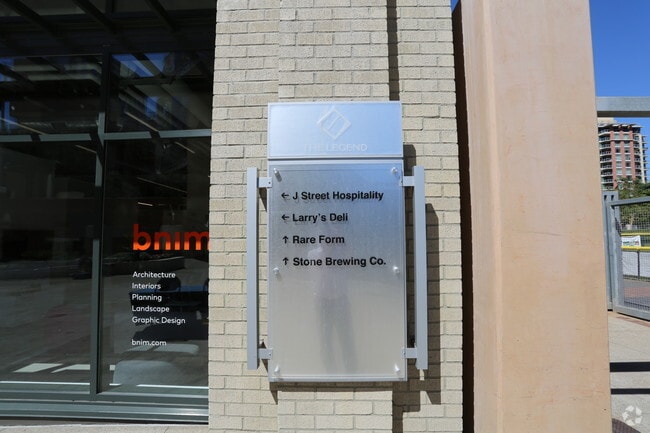 THE LEGEND
← J Street Hospitality
← Larry's Deli
↑ Rare Form
↑ Stone Brewing Co.
bnim
Architecture
Interiors
Planning
Landscape
Graphic Design
bnim.com